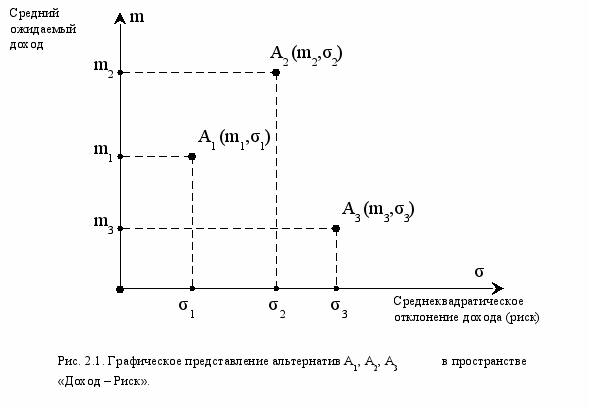 Средний
ожидаемый
доход
m
A₂ (m₂,σ₂)
m₂
A₁ (m₁,σ₁)
m₁
A₃ (m₃,σ₃)
m₃
σ
σ₁ σ₂ σ₃
Среднеквадратическое
отклонение дохода (риск)
Рис. 2.1. Графическое представление альтернатив A₁, A₂, A₃ в пространстве
«Доход – Риск».